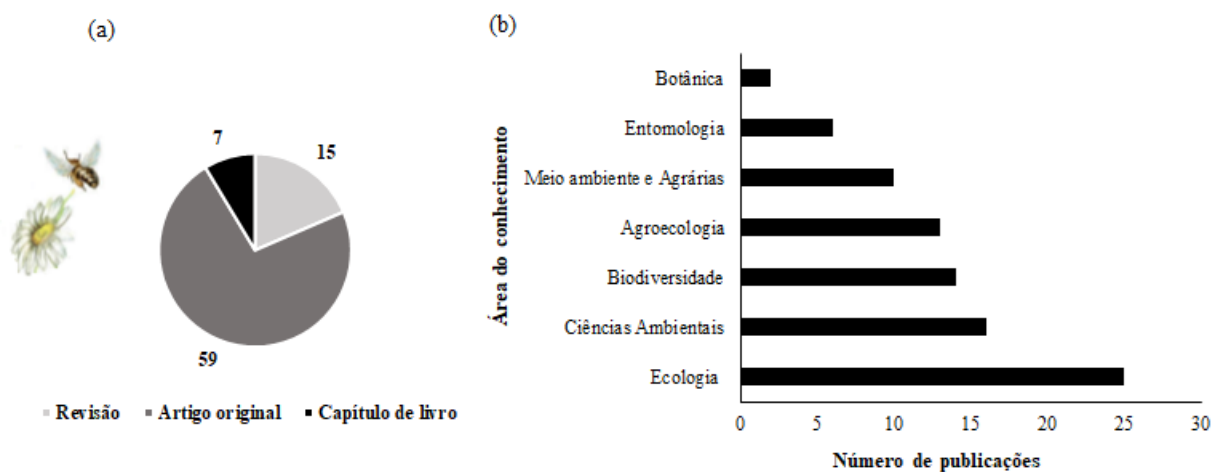 (a)
7
15
59
Revisão Artigo original Capítulo de livro
(b)
Área do conhecimento
Botânica
Entomologia
Meio ambiente e Agrárias
Agroecologia
Biodiversidade
Ciências Ambientais
Ecologia
0 5 10 15 20 25 30
Número de publicações